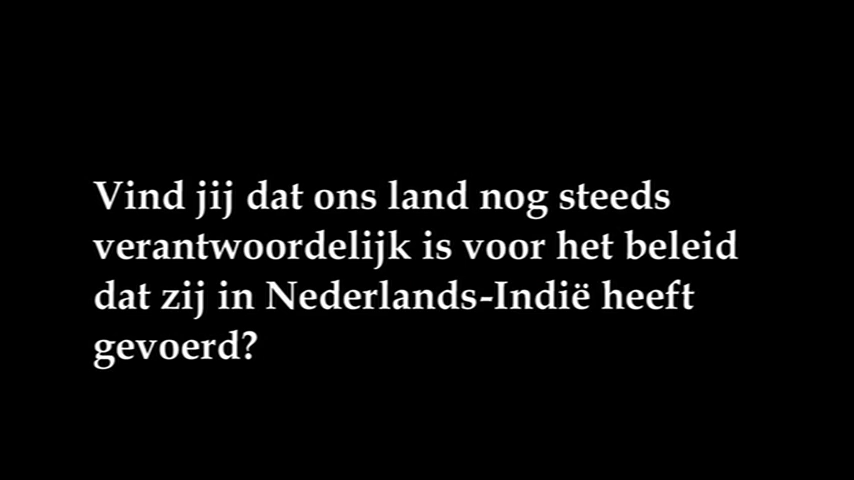 Vind jij dat ons land nog steeds
verantwoordelijk is voor het beleid
dat zij in Nederlands-Indië heeft
gevoerd?